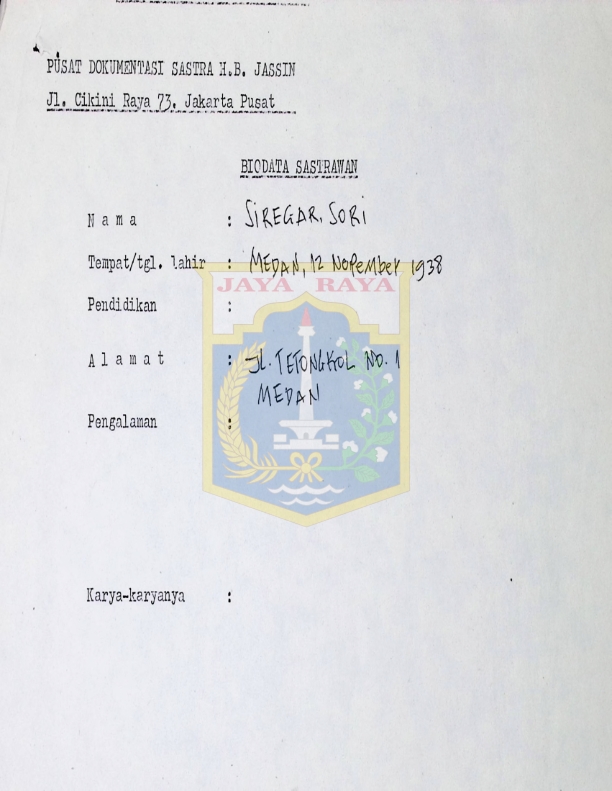 PUSAT DOKUMENTASI SASTRA H.B. JASSIN
Jl. Cikini Raya 73. Jakarta Pusat
BIODATA SASTRAWAN
N a m a : SIREGAR, SORI
Tempat/tgl. lahir : MEDAN, 12 NOPEMBER 1938
JAYA RAYA
Pendidikan :
A l a m a t : JL. TETONGKOL NO. 1
MEDAN
Pengalaman :
Karya-karyanya :